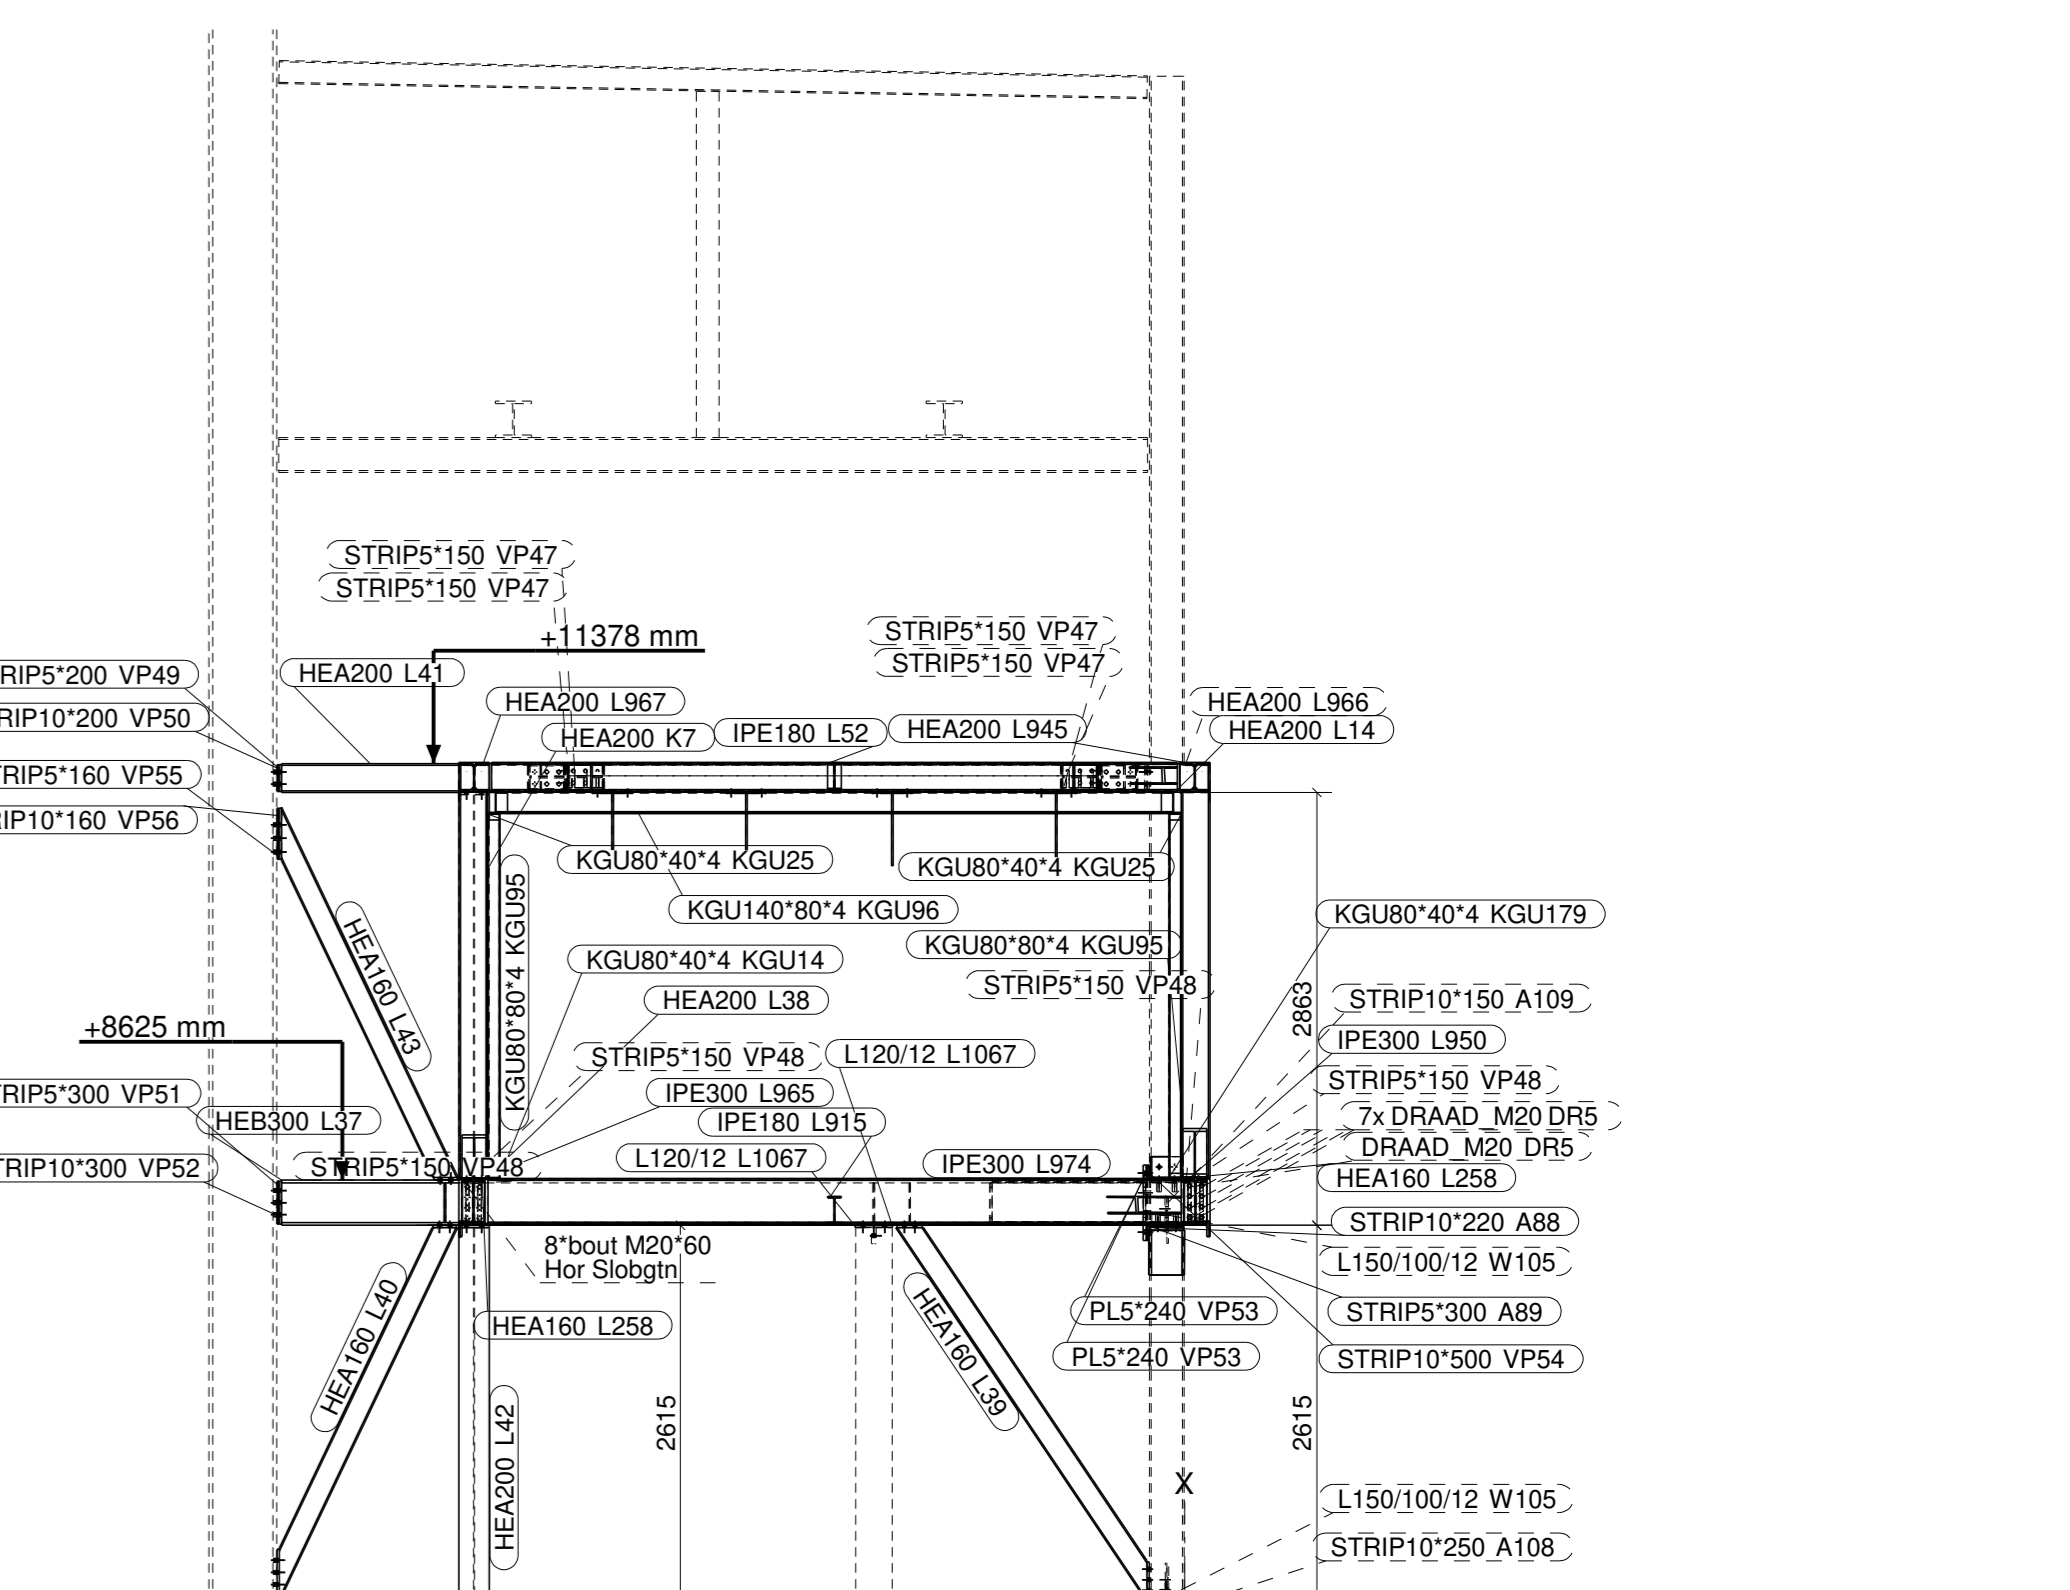 STRIP5*150 VP47
STRIP5*150 VP47
+11378 mm
STRIP5*150 VP47
STRIP5*150 VP47
RIP5*200 VP49
HEA200 L41
HEA200 L967
HEA200 L966
RIP10*200 VP50
HEA200 K7
IPE180 L52
HEA200 L945
HEA200 L14
TRIP5*160 VP55
RIP10*160 VP56
KGU80*40*4 KGU25
KGU80*40*4 KGU25
KGU80*80*4 KGU95
KGU140*80*4 KGU96
KGU80*40*4 KGU179
HEA160 L43
KGU80*80*4 KGU95
KGU80*40*4 KGU14
STRIP5*150 VP48
2863
STRIP10*150 A109
HEA200 L38
+8625 mm
IPE300 L950
STRIP5*150 VP48
L120/12 L1067
STRIP5*150 VP48
TRIP5*300 VP51
IPE300 L965
HEB300 L37
IPE180 L915
7x DRAAD_M20 DR5
DRAAD_M20 DR5
TRIP10*300 VP52
STRIP5*150 VP48
L120/12 L1067
IPE300 L974
HEA160 L258
STRIP10*220 A88
8*bout M20*60
Hor Slobgtn
L150/100/12 W105
HEA160 L40
HEA160 L258
PL5*240 VP53
STRIP5*300 A89
HEA160 L39
PL5*240 VP53
STRIP10*500 VP54
HEA200 L42
2615
2615
X
L150/100/12 W105
STRIP10*250 A108